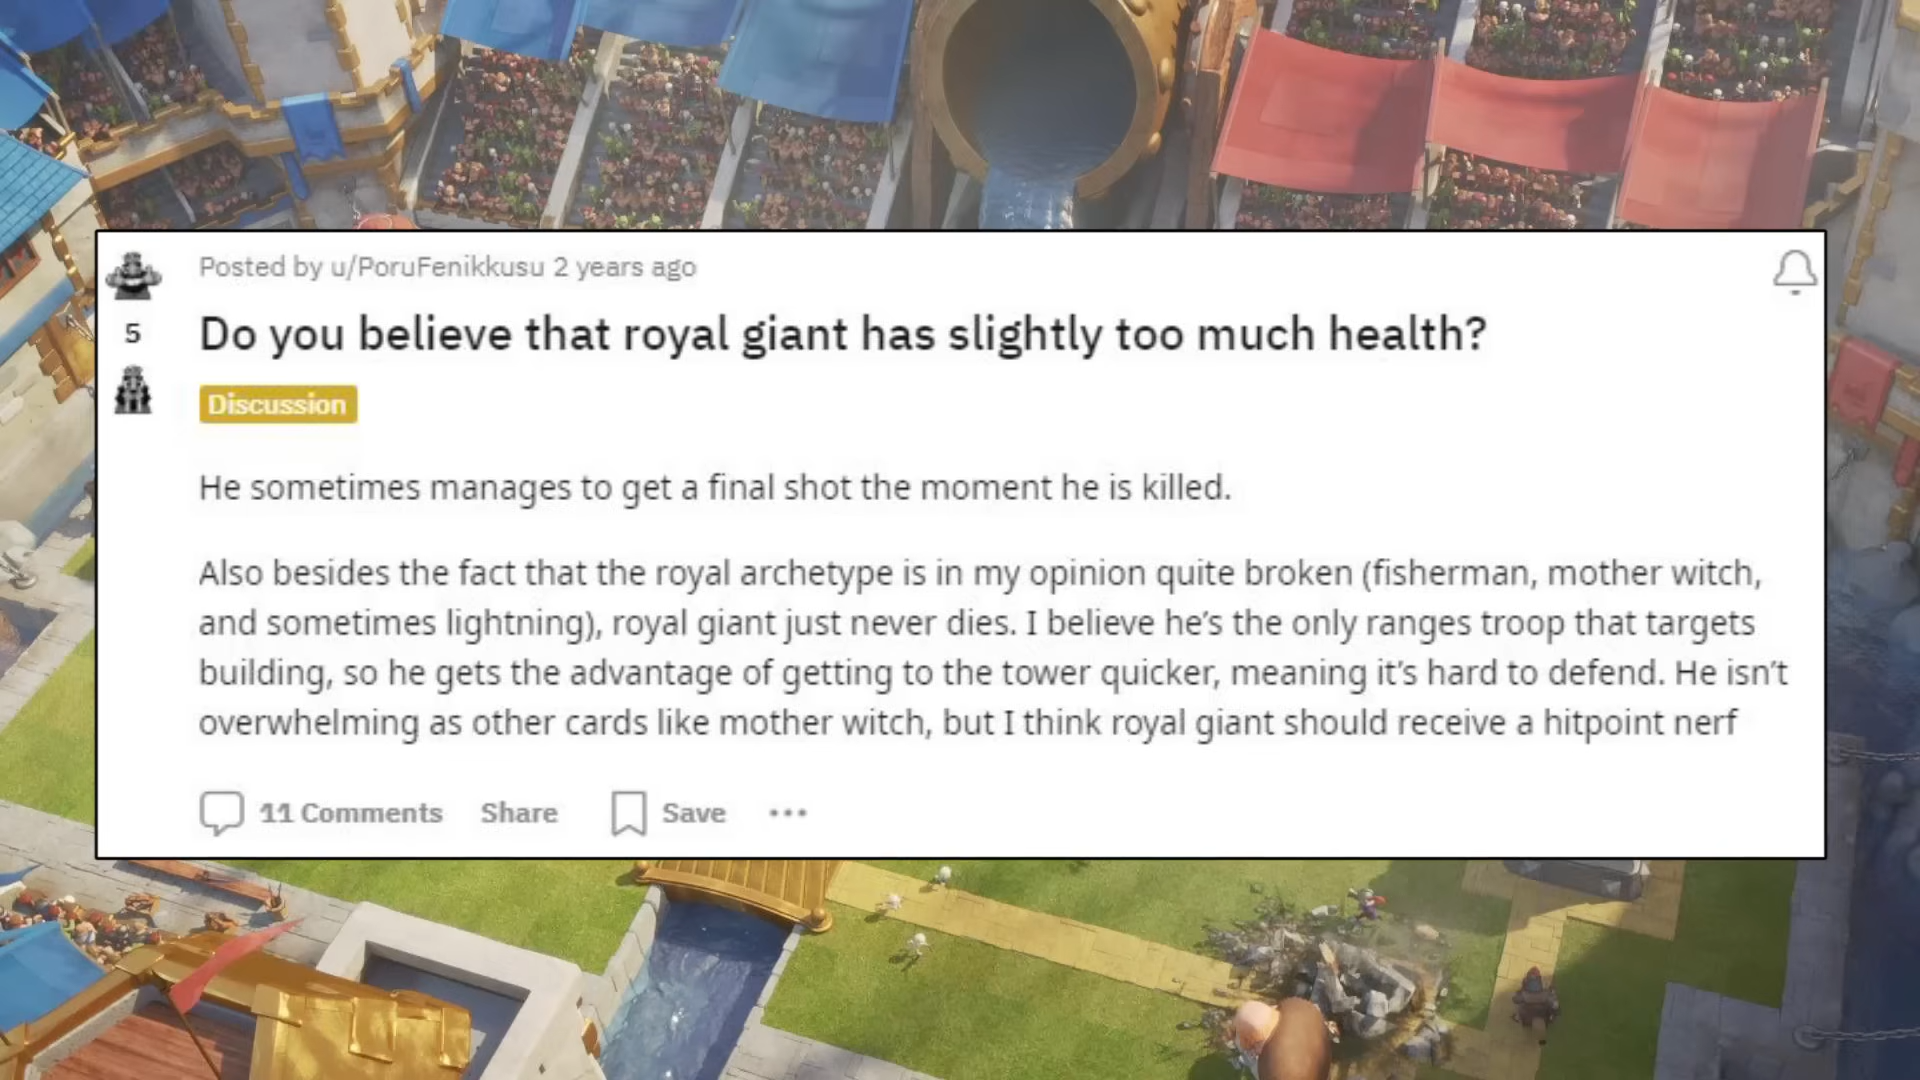 Posted by u/PoruFenikkusu 2 years ago
5
Do you believe that royal giant has slightly too much health?
Discussion
He sometimes manages to get a final shot the moment he is killed.
Also besides the fact that the royal archetype is in my opinion quite broken (fisherman, mother witch,
and sometimes lightning), royal giant just never dies. I believe he’s the only ranges troop that targets
building, so he gets the advantage of getting to the tower quicker, meaning it’s hard to defend. He isn’t
overwhelming as other cards like mother witch, but I think royal giant should receive a hitpoint nerf
11 Comments Share Save